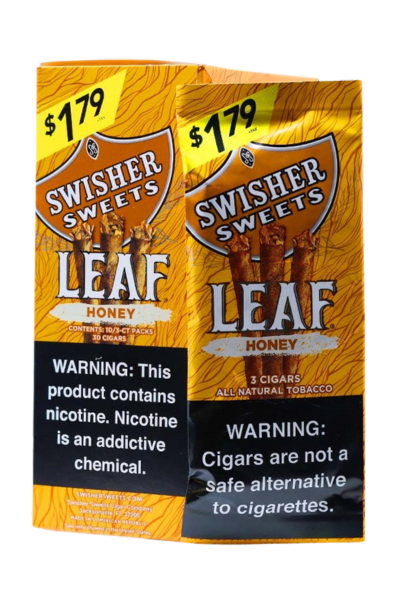 $1.79
SWISHER
SWEETS
LEAF
HONEY
CONTENTS: 10/3-CT PACKS
30 CIGARS
WARNING: This
product contains
nicotine. Nicotine
is an addictive
chemical.
SWISHERSWEETS.COM
$1.79
SWISHER
SWEETS
LEAF
HONEY
3 CIGARS
ALL NATURAL TOBACCO
WARNING:
Cigars are not a
safe alternative
to cigarettes.